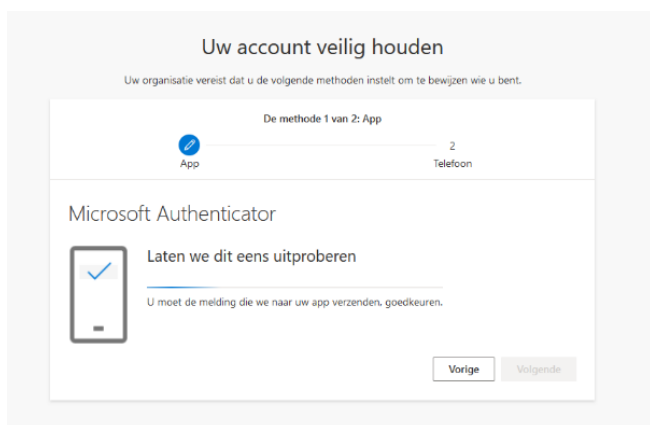 Uw account veilig houden
Uw organisatie vereist dat u de volgende methoden instelt om te bewijzen wie u bent.
De methode 1 van 2: App
2
App
Telefoon
Microsoft Authenticator
Laten we dit eens uitproberen
U moet de melding die we naar uw app verzenden, goedkeuren.
Vorige
Volgende